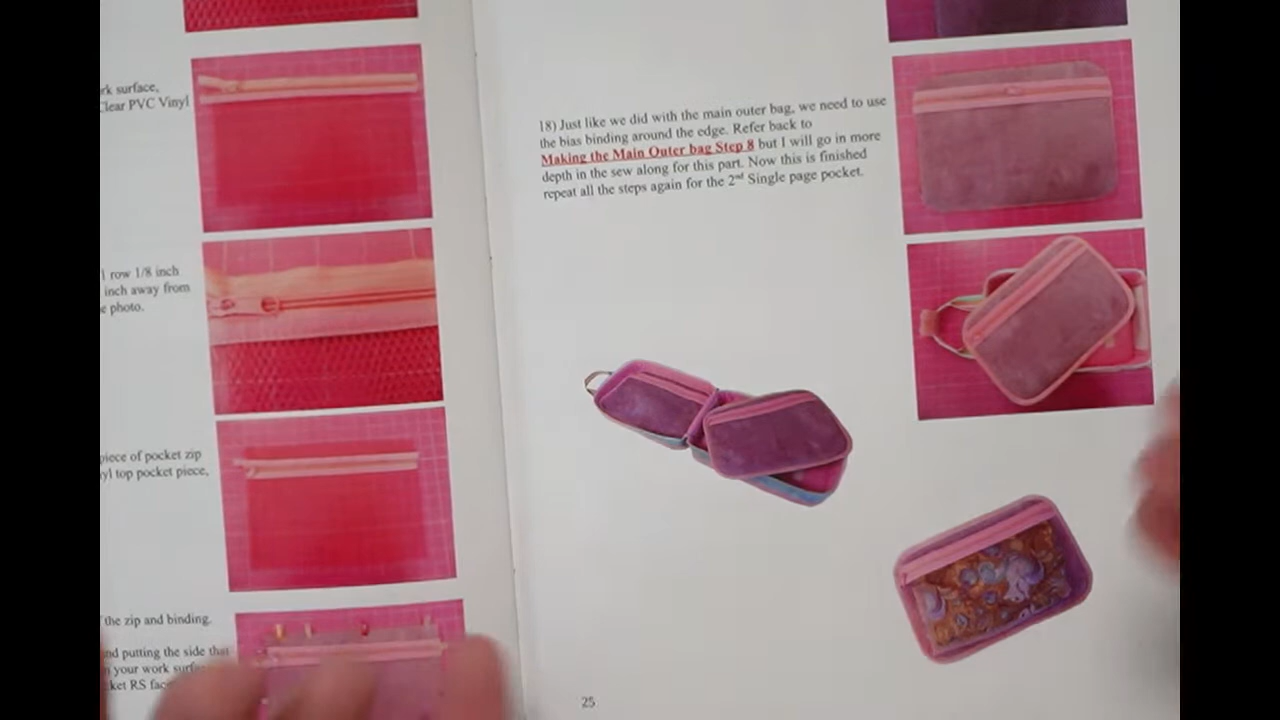 rk surface,
Clear PVC Vinyl
1 row 1/8 inch
inch away from
e photo.
piece of pocket zip
yl top pocket piece,
the zip and binding.
nd putting the side that
your work surf
ket RS fac
18) Just like we did with the main outer bag, we need to use
the bias binding around the edge. Refer back to
Making the Main Outer bag Step 8 but I will go in more
depth in the sew along for this part. Now this is finished
repeat all the steps again for the 2nd Single page pocket.
25